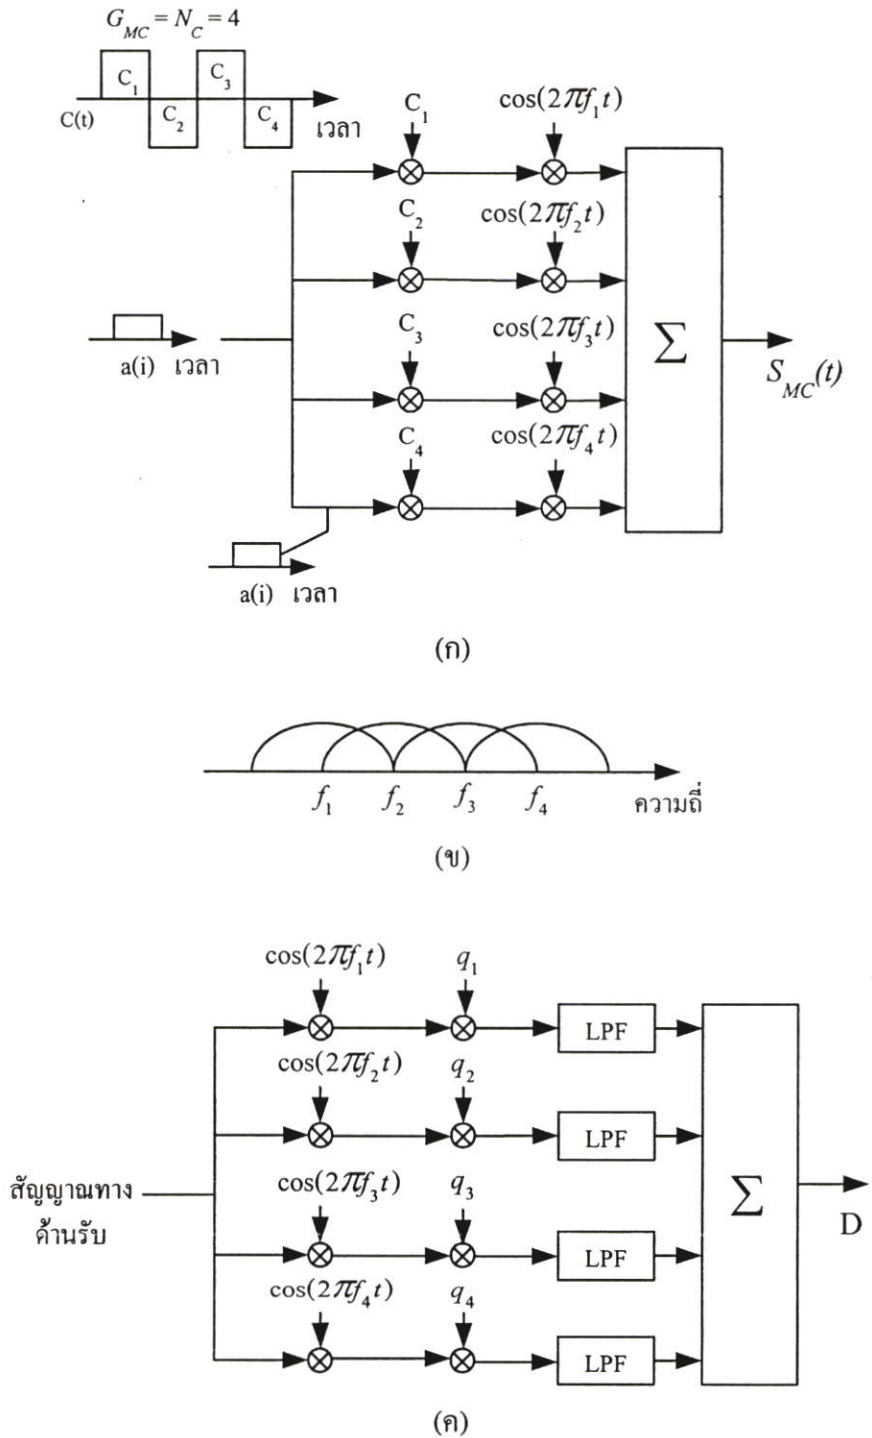 G_MC = N_C = 4
C_1
C_3
C(t)
C_2
C_4
เวลา
C_1
cos(2πf_1t)
C_2
cos(2πf_2t)
C_3
cos(2πf_3t)
a(i) เวลา
Σ
S_MC(t)
C_4
cos(2πf_4t)
a(i) เวลา
(ก)
f_1 f_2 f_3 f_4 ความถี่
(ข)
cos(2πf_1t) q_1
LPF
cos(2πf_2t) q_2
LPF
สัญญาณทาง
ด้านรับ
cos(2πf_3t) q_3
Σ
D
LPF
cos(2πf_4t) q_4
LPF
(ค)